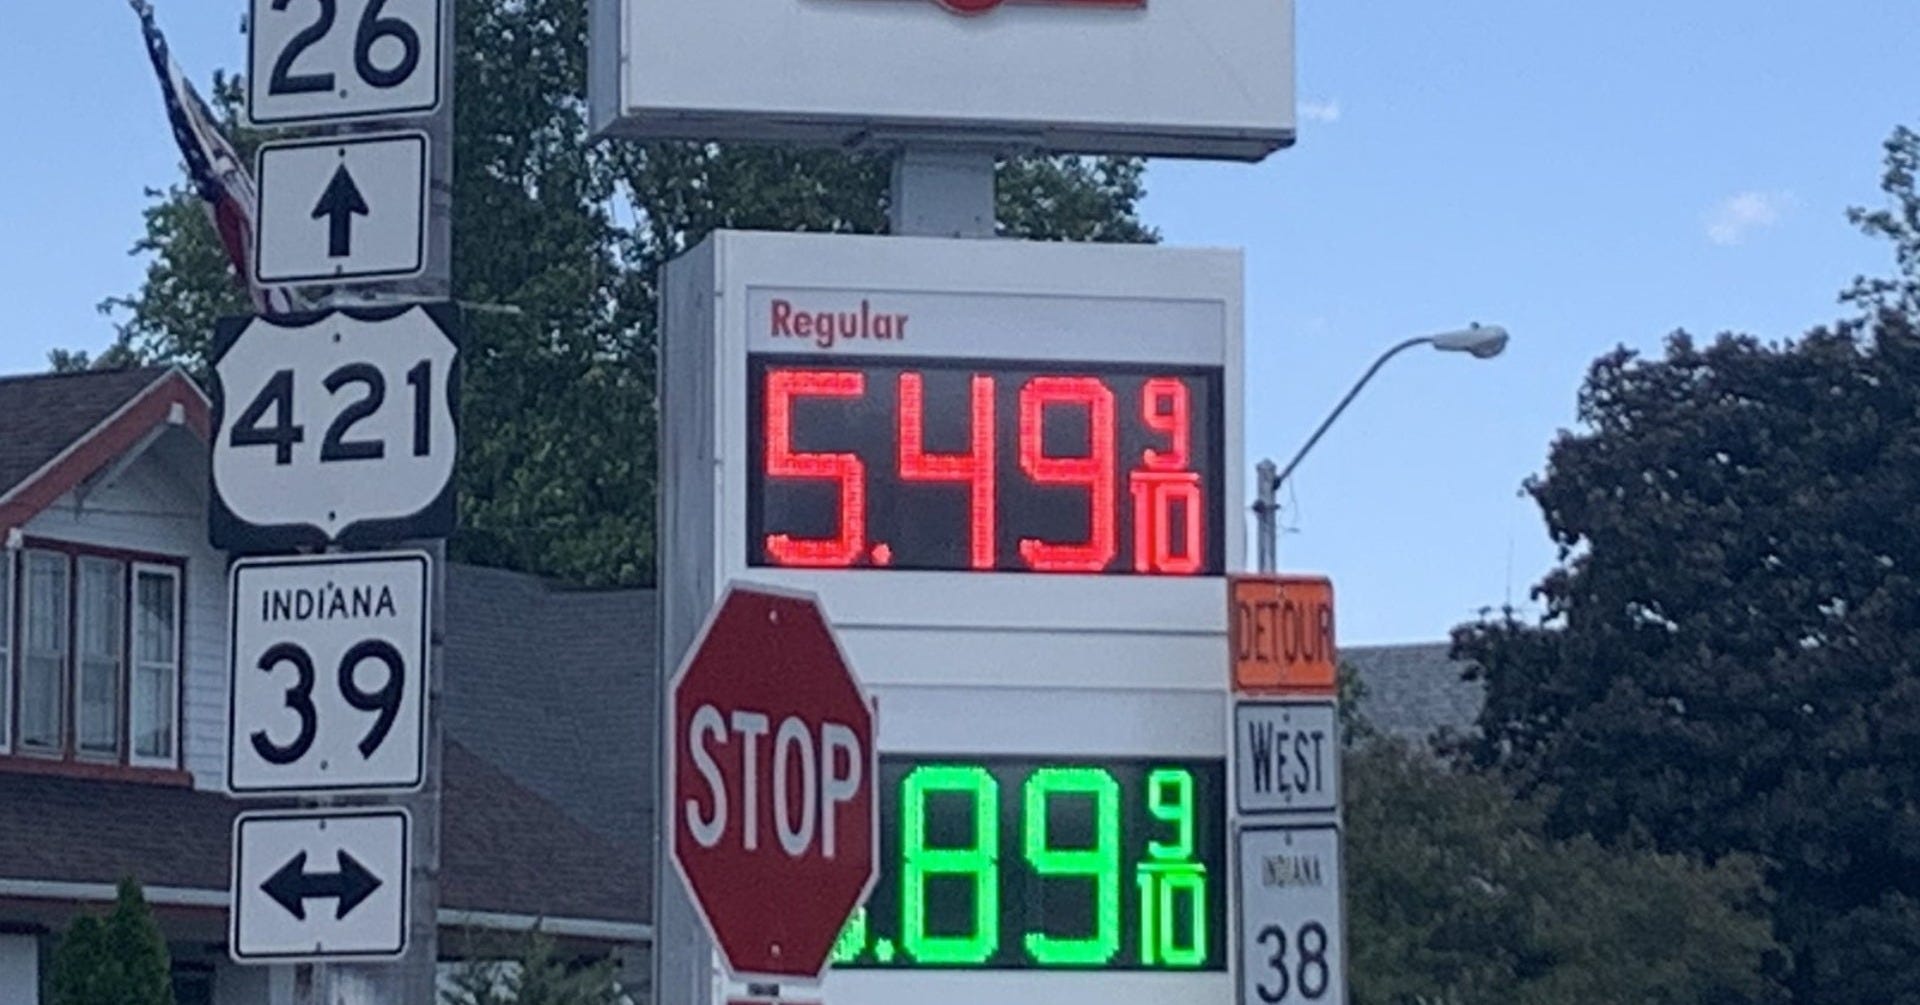 26
421
INDIANA
39
Regular
5.49 9/10
STOP
.89 9/10
DETOUR
WEST
INDIANA
38